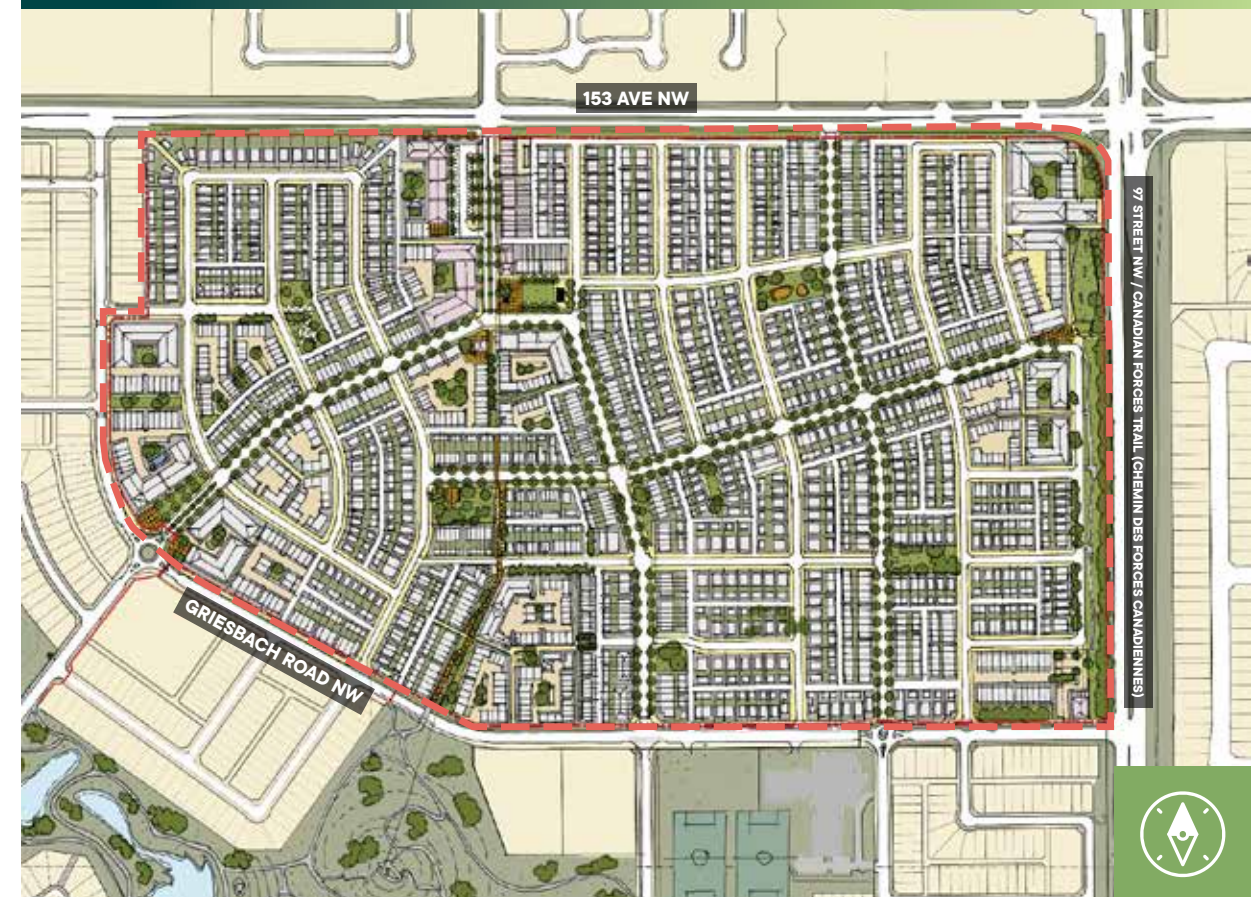 153 AVE NW
97 STREET NW / CANADIAN FORCES TRAIL (CHEMIN DES FORCES CANADIENNES)
GRIESBACH ROAD NW